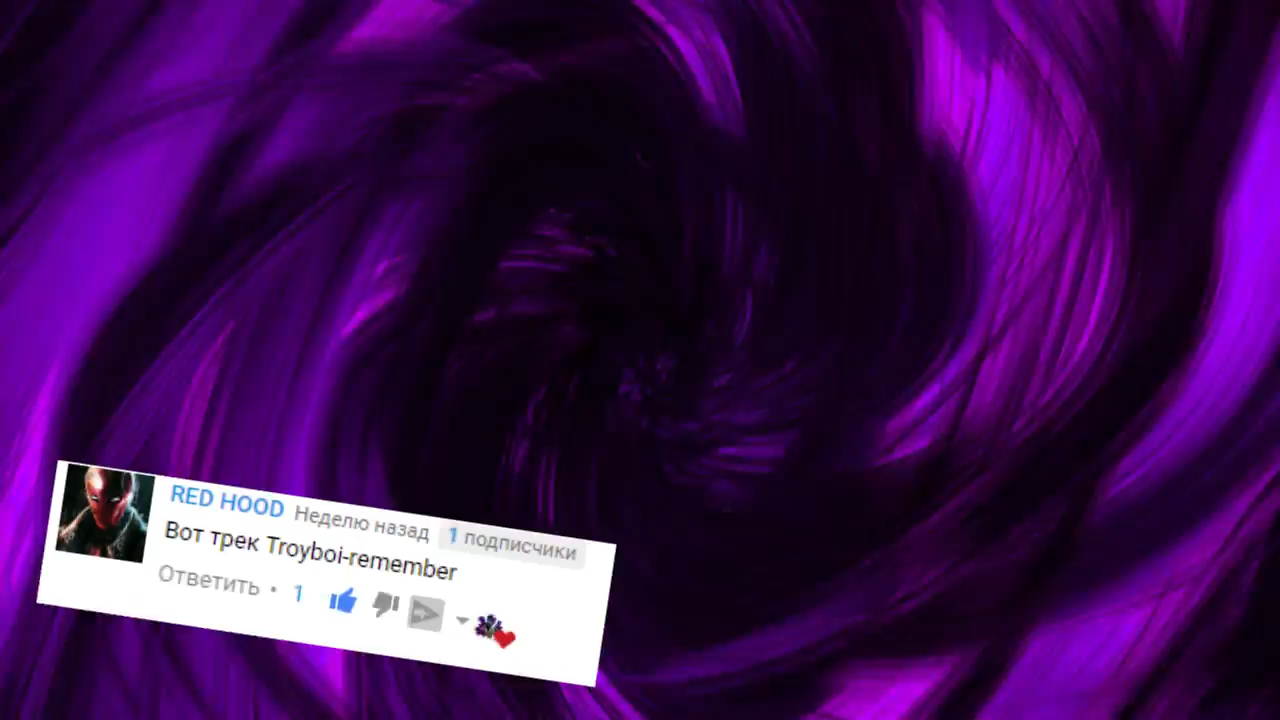 RED HOOD Неделю назад 1 подписчики
Вот трек Troyboi-remember
Ответить • 1